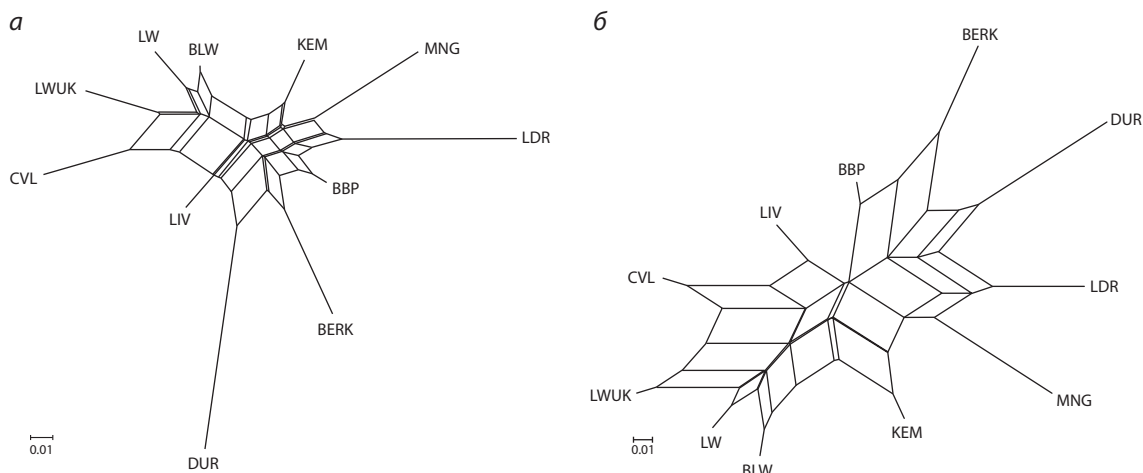 а
LW
BLW
KEM
MNG
LWUK
LDR
CVL
BBP
LIV
BERK
DUR
0.01
б
BERK
DUR
BBP
LIV
CVL
LDR
LWUK
MNG
LW
KEM
BLW
0.01